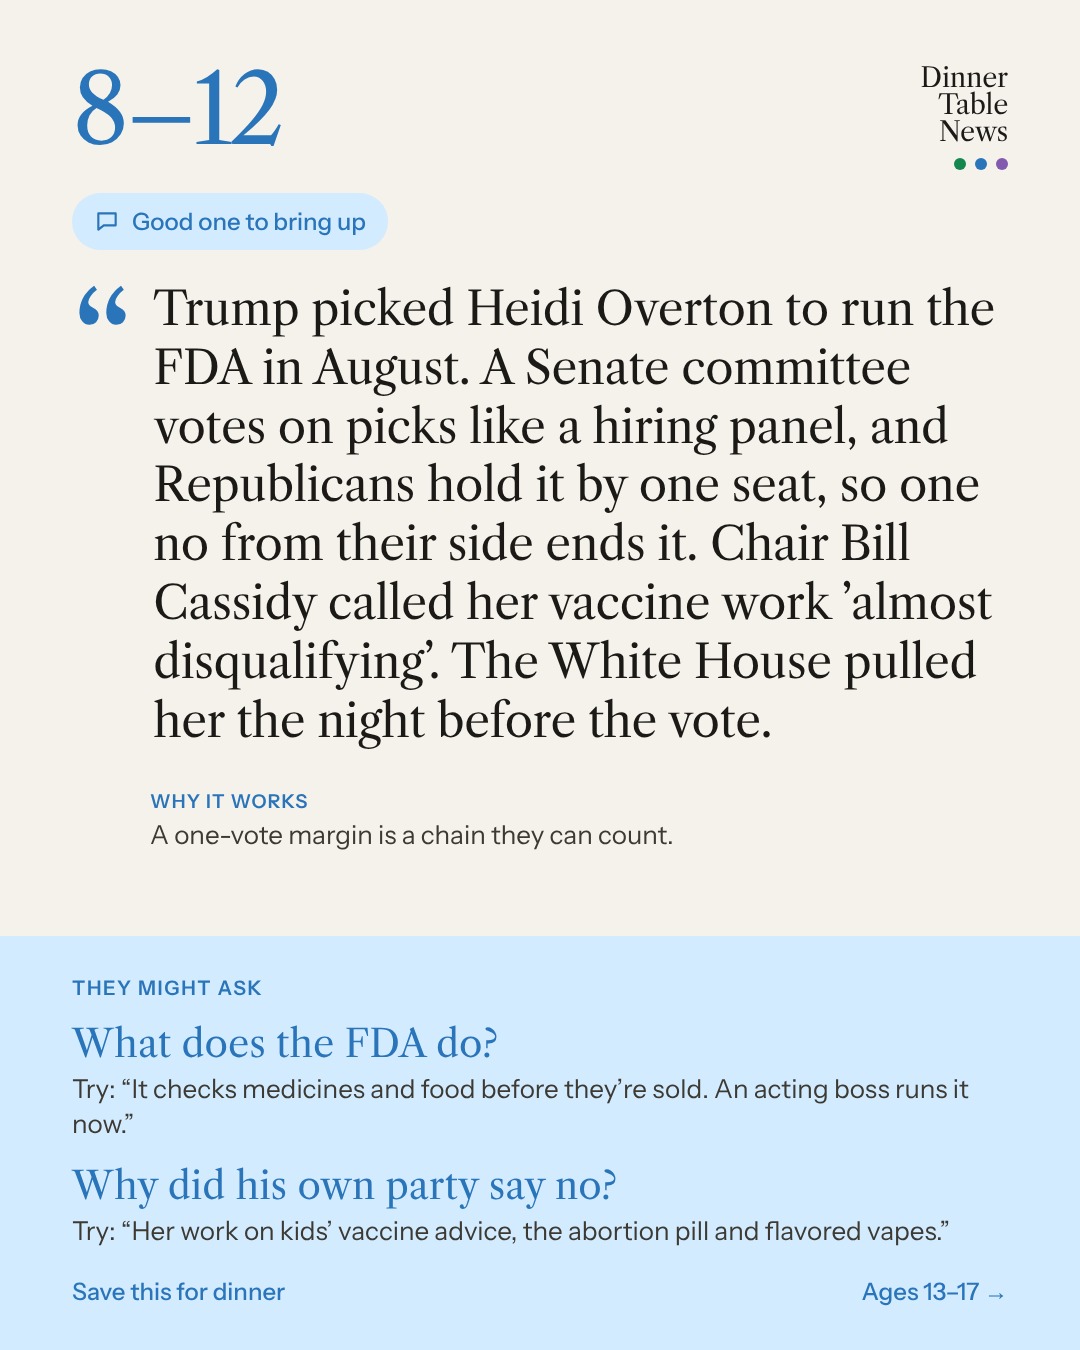 8–12
Dinner
Table
News
Good one to bring up
“ Trump picked Heidi Overton to run the
FDA in August. A Senate committee
votes on picks like a hiring panel, and
Republicans hold it by one seat, so one
no from their side ends it. Chair Bill
Cassidy called her vaccine work ’almost
disqualifying’. The White House pulled
her the night before the vote.
WHY IT WORKS
A one-vote margin is a chain they can count.
THEY MIGHT ASK
What does the FDA do?
Try: “It checks medicines and food before they’re sold. An acting boss runs it
now.”
Why did his own party say no?
Try: “Her work on kids’ vaccine advice, the abortion pill and flavored vapes.”
Save this for dinner
Ages 13–17 →